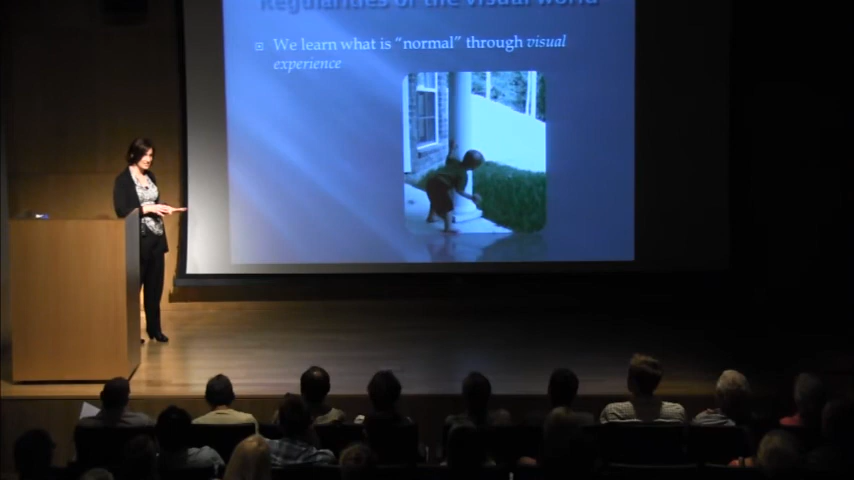 Regularities of the visual world
We learn what is “normal” through visual
experience